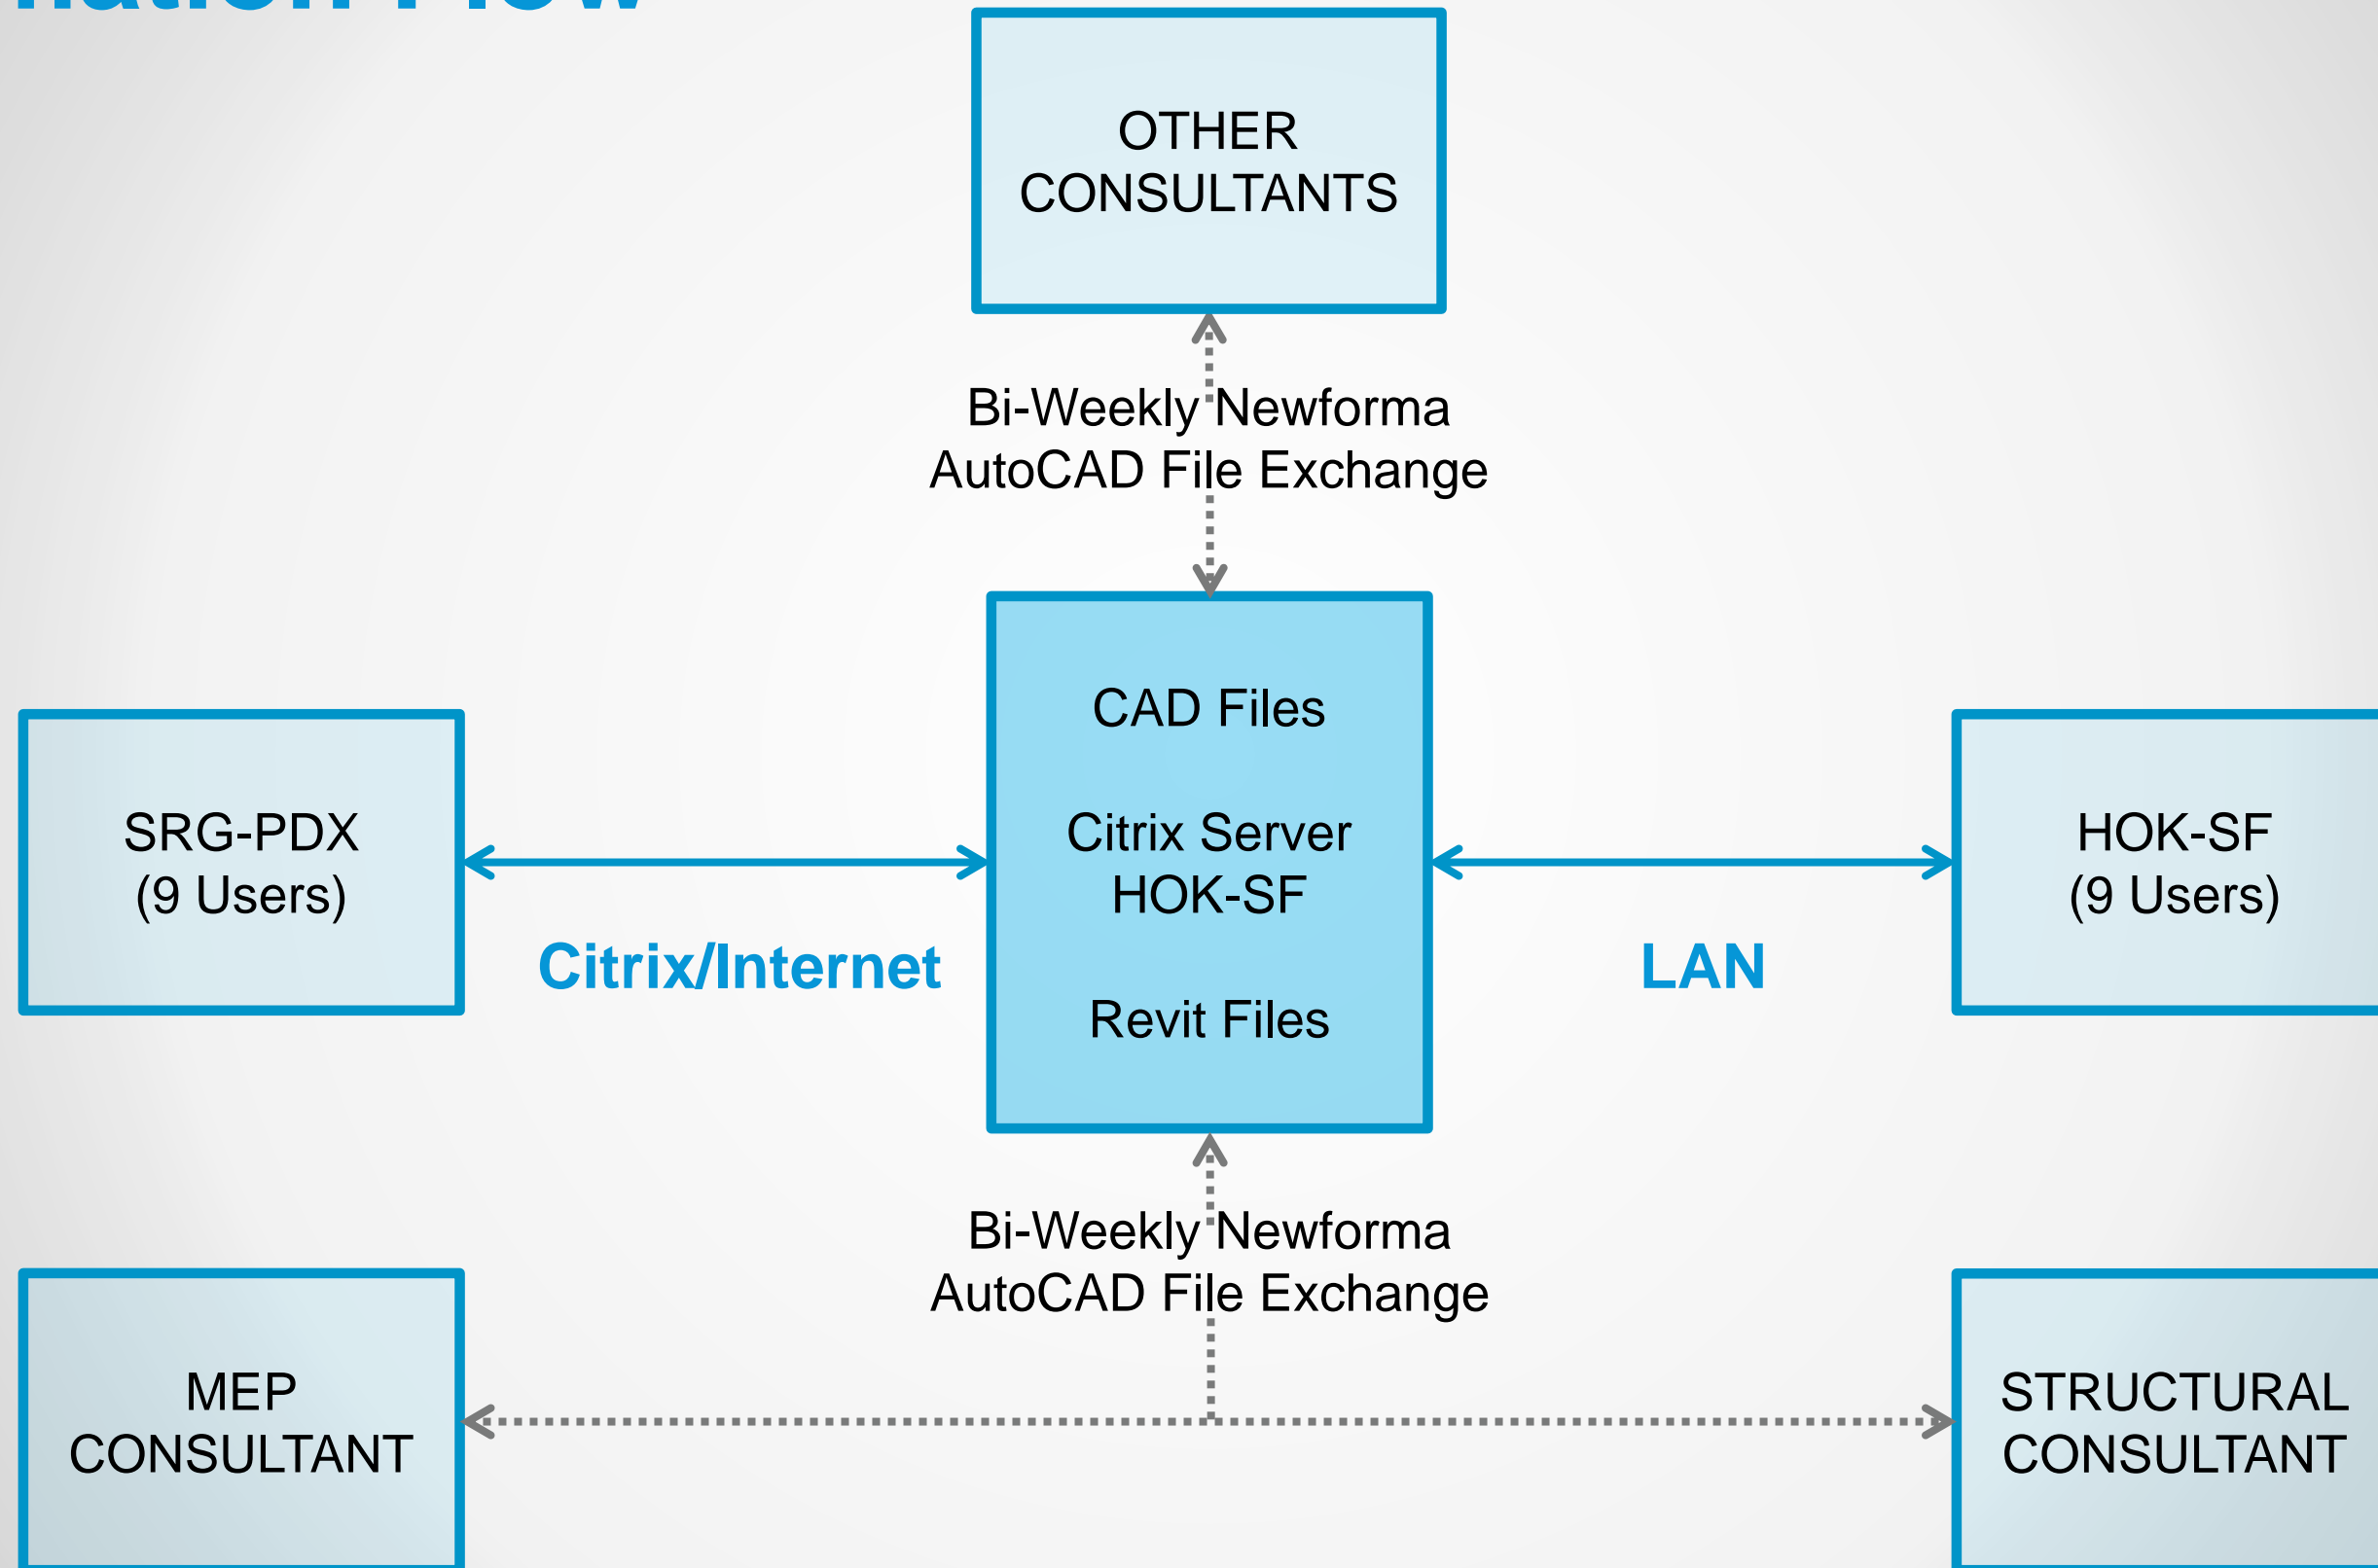 Flow
OTHER
CONSULTANTS
Bi-Weekly Newforma
AutoCAD File Exchange
CAD Files
Citrix Server
HOK-SF
Revit Files
SRG-PDX
(9 Users)
Citrix/Internet
LAN
HOK-SF
(9 Users)
Bi-Weekly Newforma
AutoCAD File Exchange
MEP
CONSULTANT
STRUCTURAL
CONSULTANT